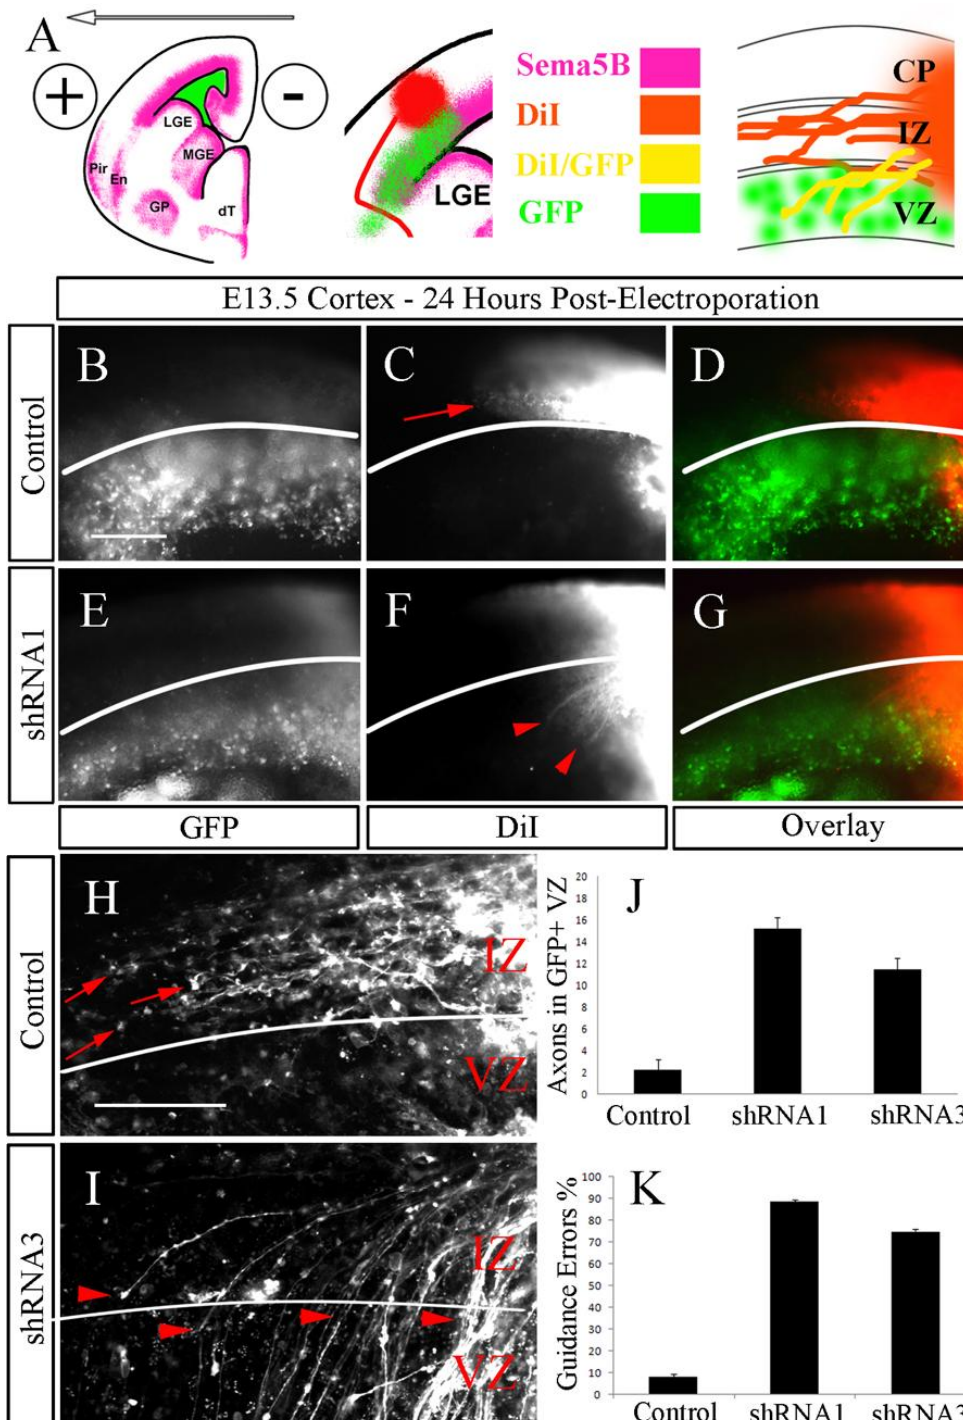 A
+
-
LGE
MGE
Pir
En
GP
dT
LGE
Sema5B
DiI
DiI/GFP
GFP
CP
IZ
VZ
E13.5 Cortex - 24 Hours Post-Electroporation
Control
B
C
D
shRNA1
E
F
G
GFP
DiI
Overlay
Control
H
IZ
VZ
J
Axons in GFP+ VZ
20
18
16
14
12
10
8
6
4
2
0
Control shRNA1 shRNA3
shRNA3
I
IZ
VZ
K
Guidance Errors %
100
90
80
70
60
50
40
30
20
10
0
Control shRNA1 shRNA3